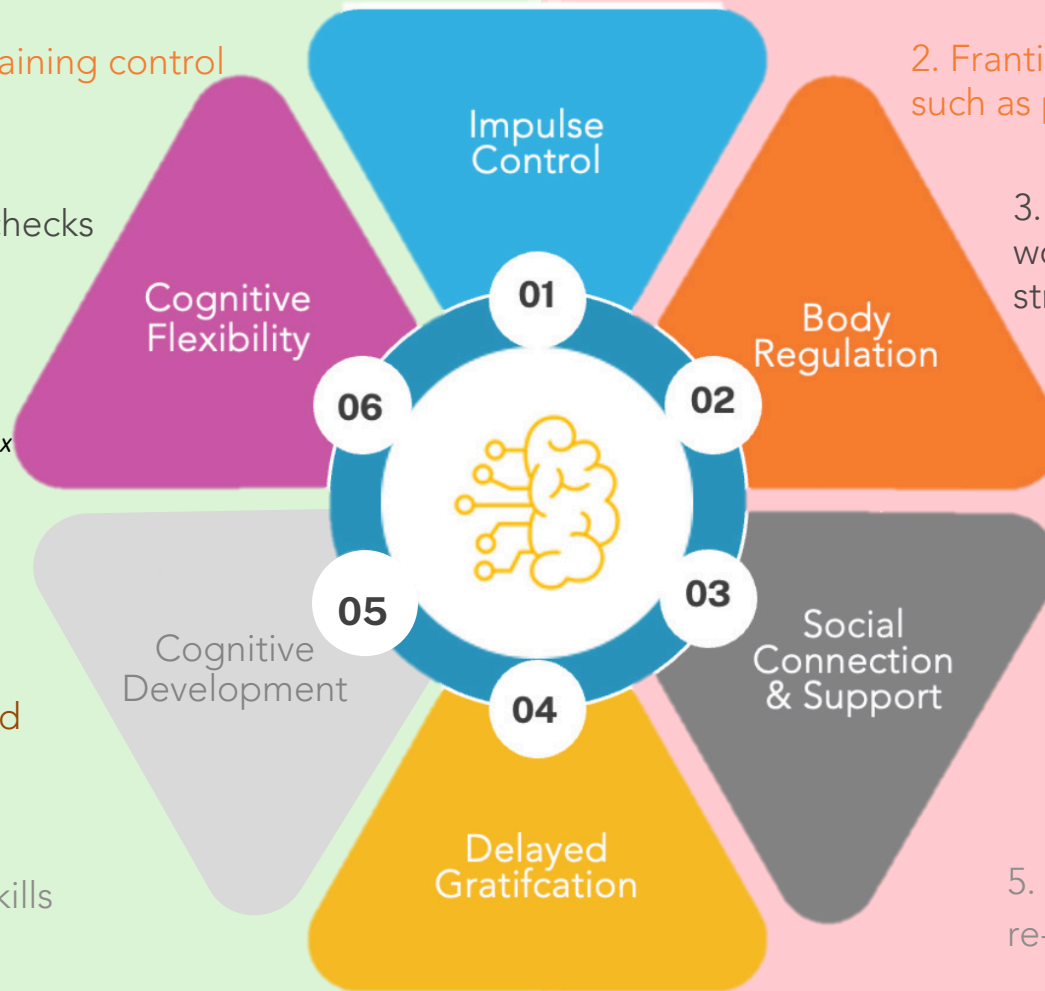 aining control
2. Franti
such as p
Impulse
Control
hecks
3.
wo
str
Cognitive
Flexibility
Body
Regulation
01
02
06
x
03
05
04
Social
Connection
& Support
Cognitive
Development
d
Delayed
Gratifcation
kills
5.
re-